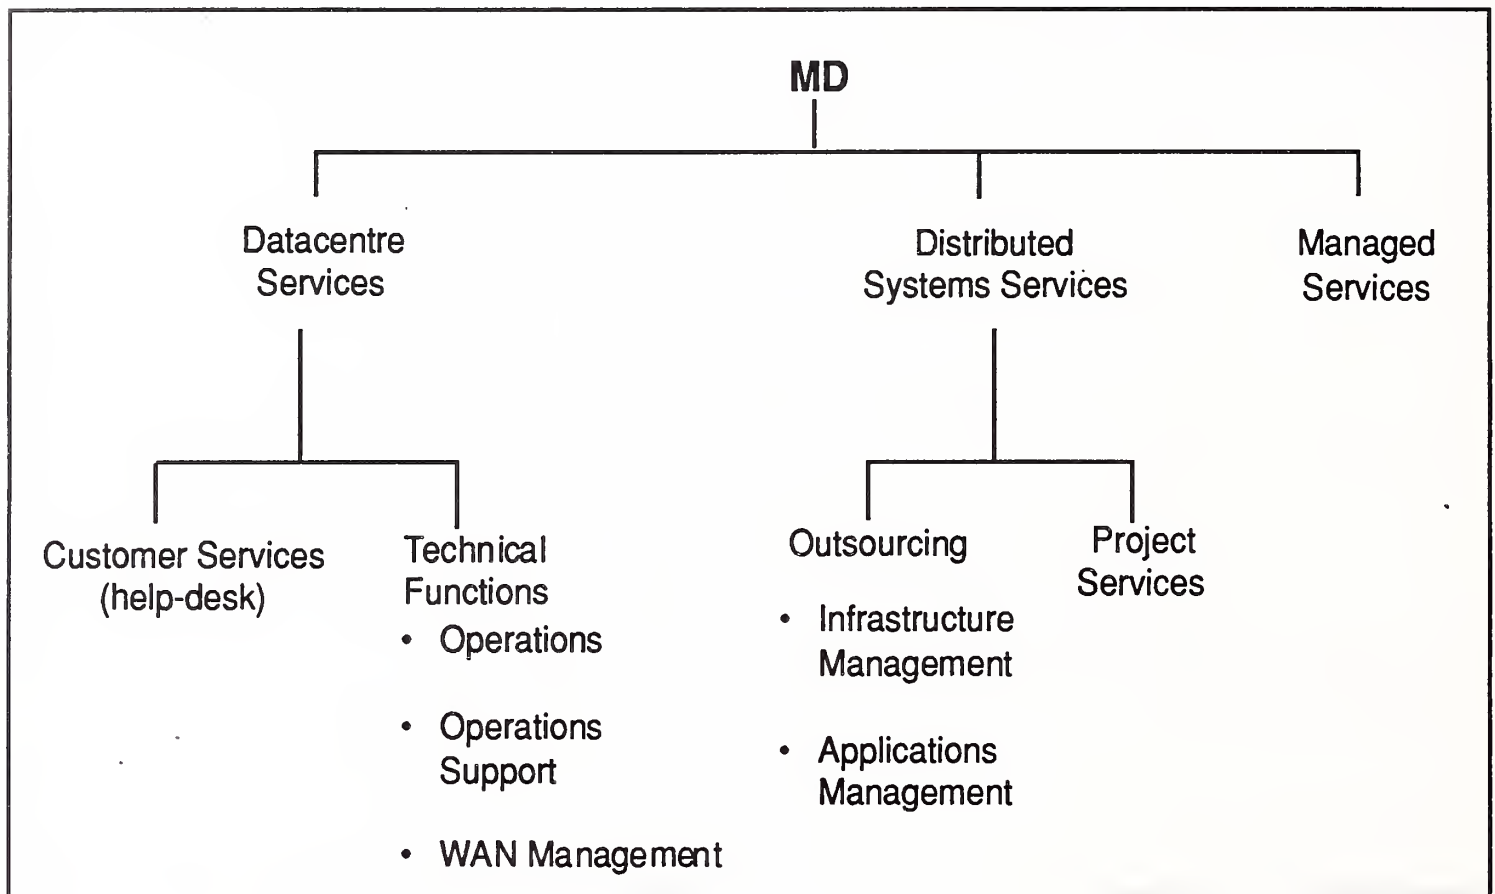 MD
Datacentre
Services
Distributed
Systems Services
Managed
Services
Customer Services
(help-desk)
Technical
Functions
• Operations
• Operations
Support
• WAN Management
Outsourcing
• Infrastructure
Management
• Applications
Management
Project
Services